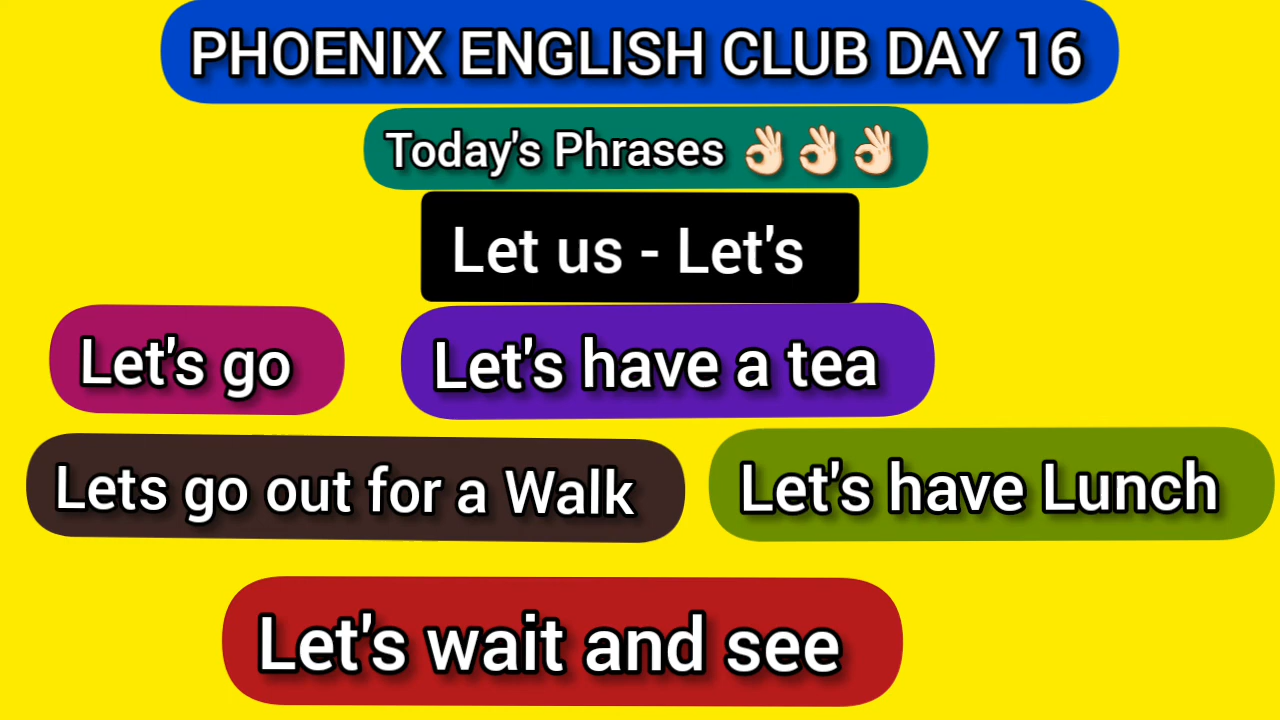 PHOENIX ENGLISH CLUB DAY 16
Today's Phrases 👌🏻👌🏻👌🏻
Let us - Let's
Let's go
Let's have a tea
Lets go out for a Walk
Let's have Lunch
Let's wait and see